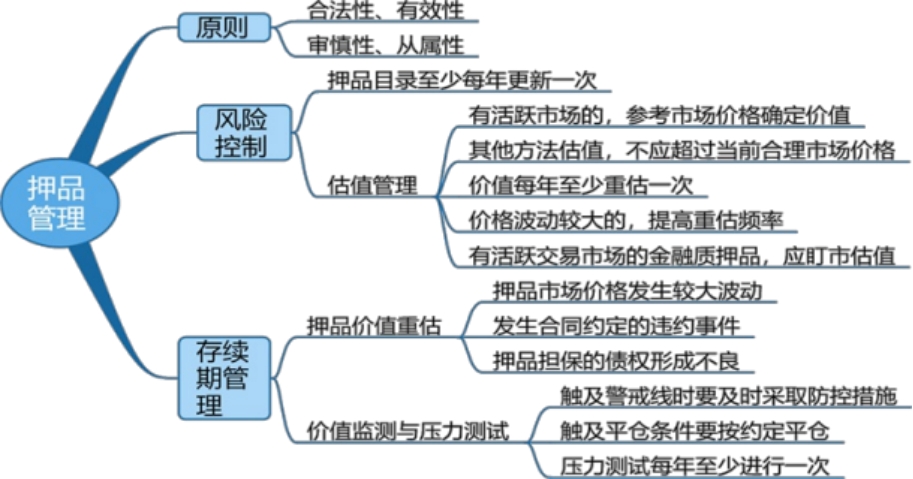 押品
管理
原则
合法性、有效性
审慎性、从属性
风险
控制
押品目录至少每年更新一次
估值管理
有活跃市场的，参考市场价格确定价值
其他方法估值，不应超过当前合理市场价格
价值每年至少重估一次
价格波动较大的，提高重估频率
有活跃交易市场的金融质押品，应盯市估值
存续
期管
理
押品价值重估
押品市场价格发生较大波动
发生合同约定的违约事件
押品担保的债权形成不良
价值监测与压力测试
触及警戒线时要及时采取防控措施
触及平仓条件要按约定平仓
压力测试每年至少进行一次